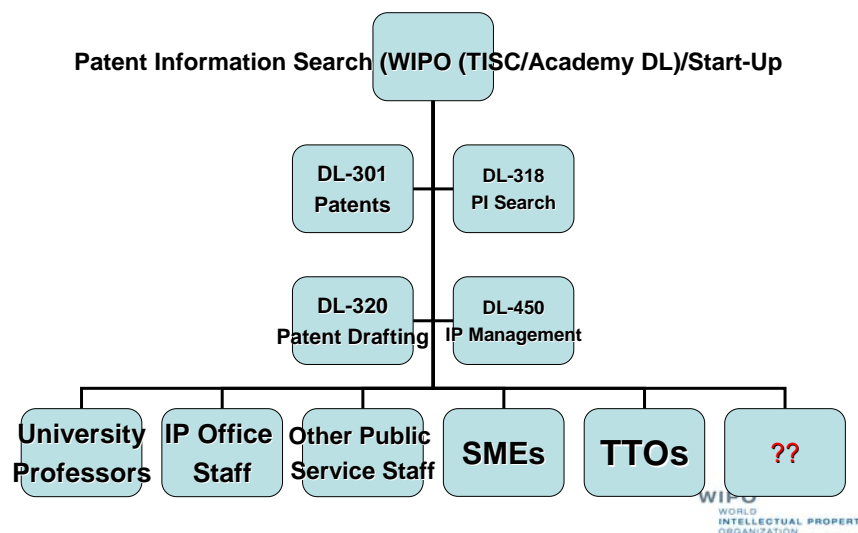 Patent Information Search (WIPO (TISC/Academy DL)/Start-Up
DL-301
Patents
DL-318
PI Search
DL-320
Patent Drafting
DL-450
IP Management
University
Professors
IP Office
Staff
Other Public
Service Staff
SMEs
TTOs
??
WIPO
WORLD
INTELLECTUAL PROPERT
ORGANIZATION